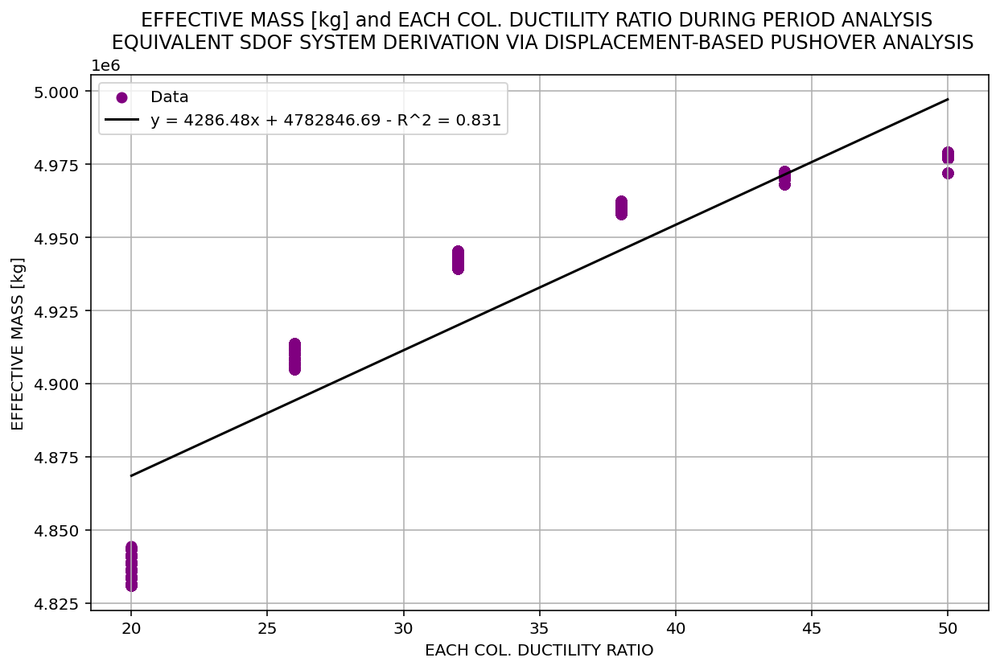 EFFECTIVE MASS [kg] and EACH COL. DUCTILITY RATIO DURING PERIOD ANALYSIS
EQUIVALENT SDOF SYSTEM DERIVATION VIA DISPLACEMENT-BASED PUSHOVER ANALYSIS
1e6
Data
y = 4286.48x + 4782846.69 - R^2 = 0.831
5.000
4.975
4.950
4.925
4.900
4.875
4.850
4.825
EFFECTIVE MASS [kg]
20 25 30 35 40 45 50
EACH COL. DUCTILITY RATIO